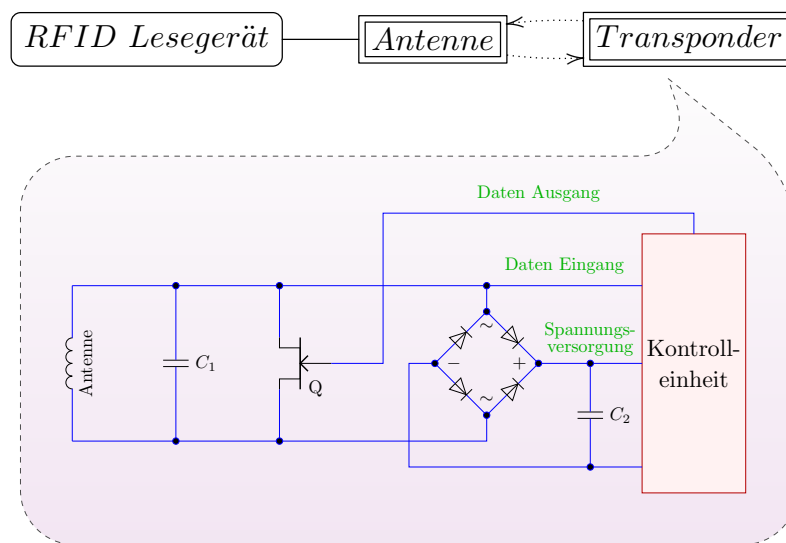 RFID Lesegerät
Antenne
Transponder
Daten Ausgang
Daten Eingang
Spannungs-
versorgung
Antenne
C1
Q
~
−
+
~
C2
Kontroll-
einheit